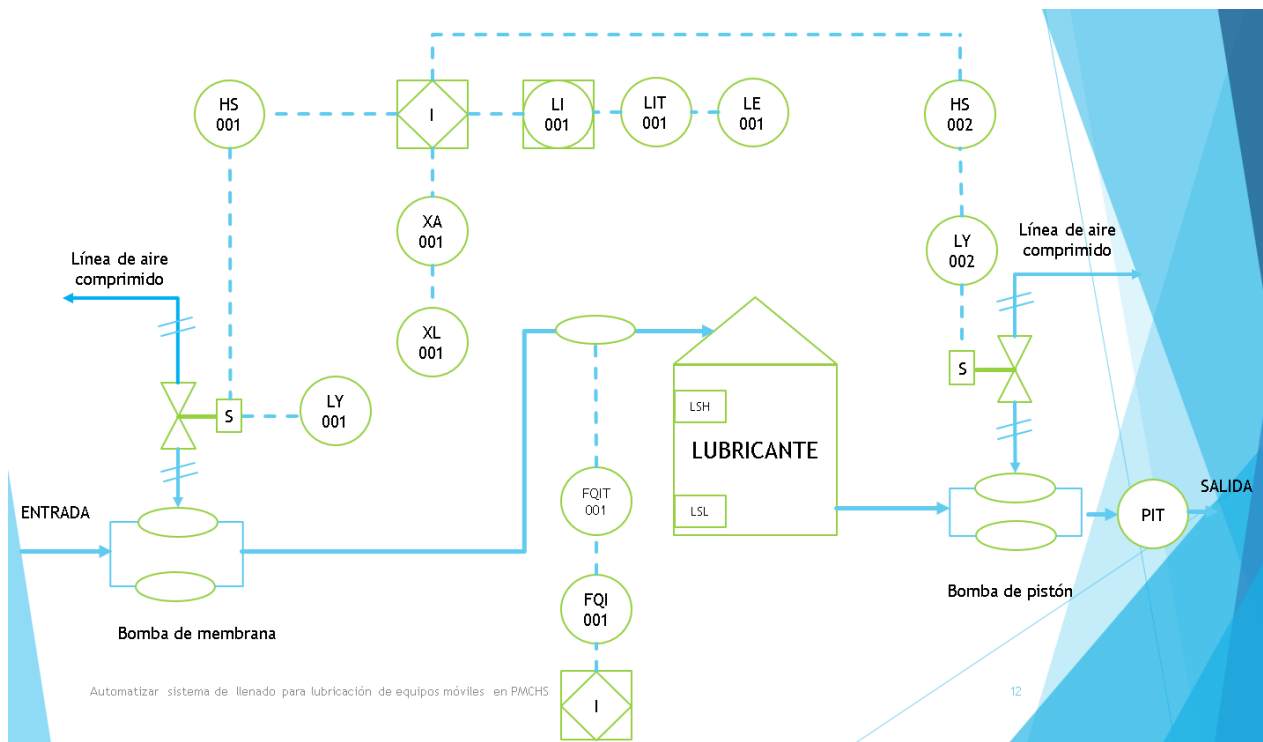 HS
001
I
LI
001
LIT
001
LE
001
HS
002
XA
001
LY
002
Línea de aire
comprimido
Línea de aire
comprimido
XL
001
S
LY
001
S
LSH
LUBRICANTE
LSL
ENTRADA
FQIT
001
PIT
SALIDA
Bomba de membrana
FQI
001
Bomba de pistón
I
Automatizar sistema de llenado para lubricación de equipos móviles en PMCHS
12